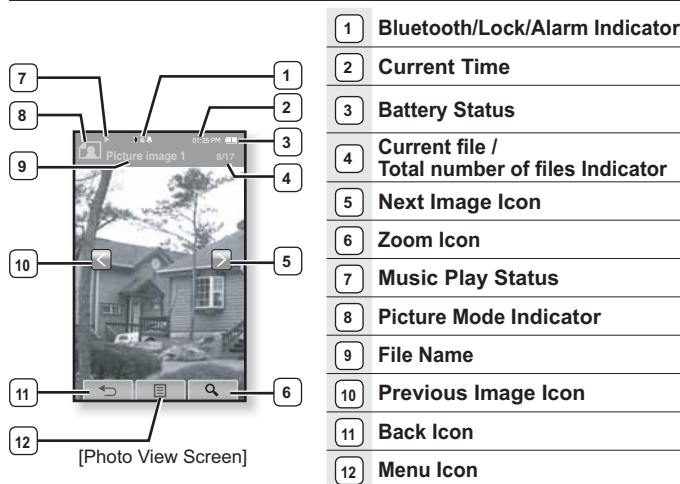 1 Bluetooth/Lock/Alarm Indicator
2 Current Time
3 Battery Status
4 Current file /
Total number of files Indicator
5 Next Image Icon
6 Zoom Icon
7 Music Play Status
8 Picture Mode Indicator
9 File Name
10 Previous Image Icon
11 Back Icon
12 Menu Icon
7
8
9
10
11
12
1
2
3
4
5
6
01:25 PM
Picture image 1 8/17
[Photo View Screen]